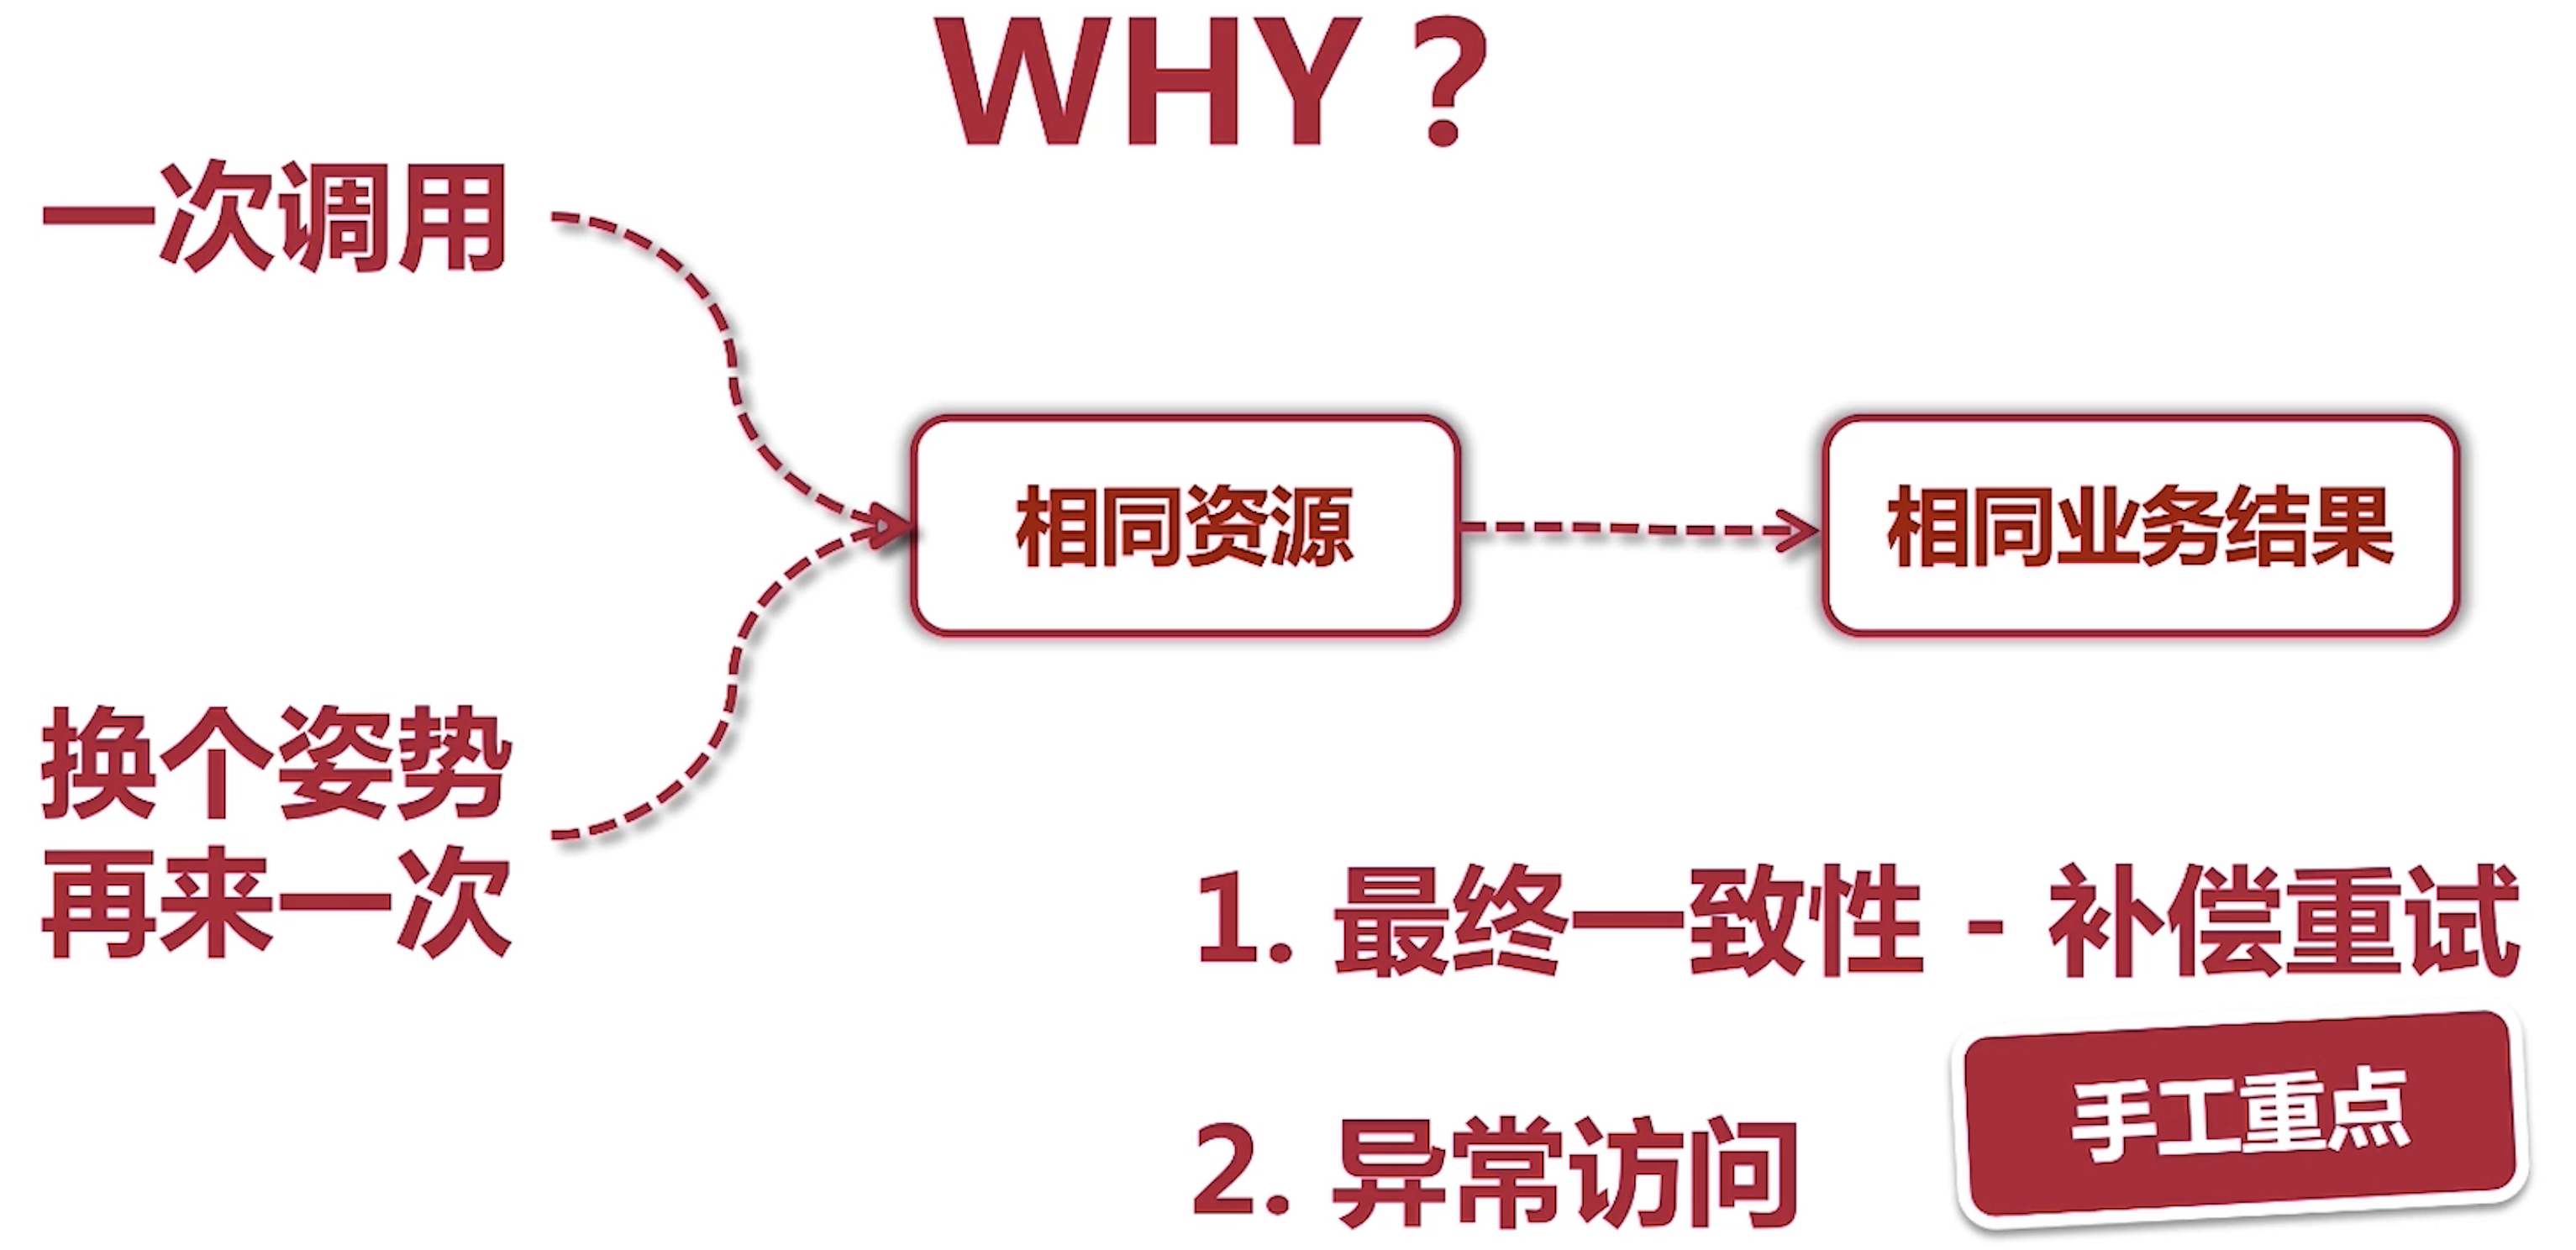 WHY？
一次调用
相同资源
相同业务结果
换个姿势
再来一次
1. 最终一致性 - 补偿重试
手工重点
2. 异常访问